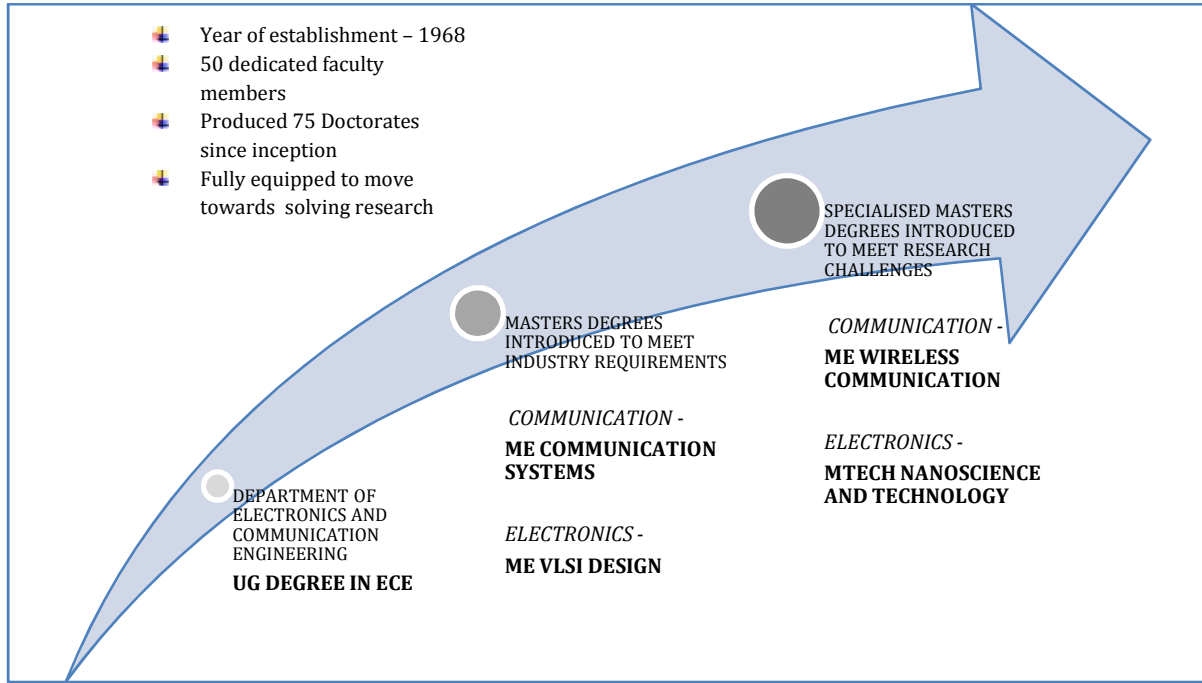 Year of establishment – 1968
50 dedicated faculty
members
Produced 75 Doctorates
since inception
Fully equipped to move
towards solving research
DEPARTMENT OF
ELECTRONICS AND
COMMUNICATION
ENGINEERING
UG DEGREE IN ECE
MASTERS DEGREES
INTRODUCED TO MEET
INDUSTRY REQUIREMENTS
COMMUNICATION -
ME COMMUNICATION
SYSTEMS
ELECTRONICS -
ME VLSI DESIGN
SPECIALISED MASTERS
DEGREES INTRODUCED
TO MEET RESEARCH
CHALLENGES
COMMUNICATION -
ME WIRELESS
COMMUNICATION
ELECTRONICS -
MTECH NANOSCIENCE
AND TECHNOLOGY